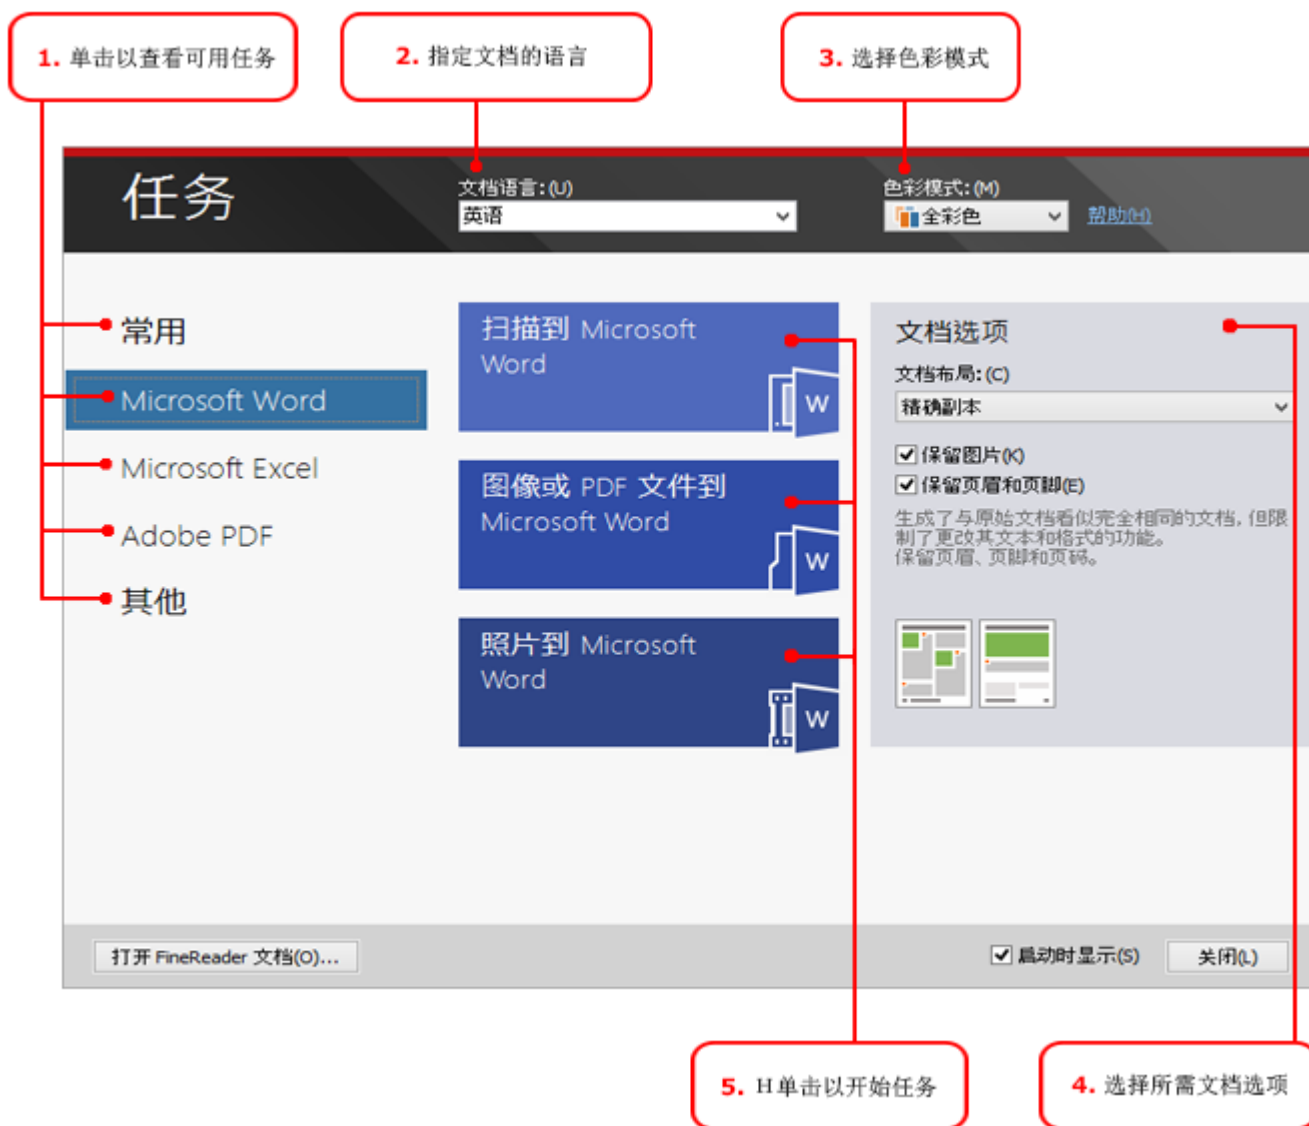 1. 单击以查看可用任务
2. 指定文档的语言
3. 选择色彩模式
任务
文档语言:(U)
英语
色彩模式:(M)
全彩色
帮助(H)
常用
Microsoft Word
Microsoft Excel
Adobe PDF
其他
扫描到 Microsoft
Word
W
图像或 PDF 文件到
Microsoft Word
W
照片到 Microsoft
Word
W
文档选项
文档布局:(C)
精确副本
保留图片(K)
保留页眉和页脚(E)
生成了与原始文档看似完全相同的文档, 但限
制了更改其文本和格式的功能。
保留页眉、页脚和页码。
打开 FineReader 文档(O)...
启动时显示(S)
关闭(L)
5. H单击以开始任务
4. 选择所需文档选项